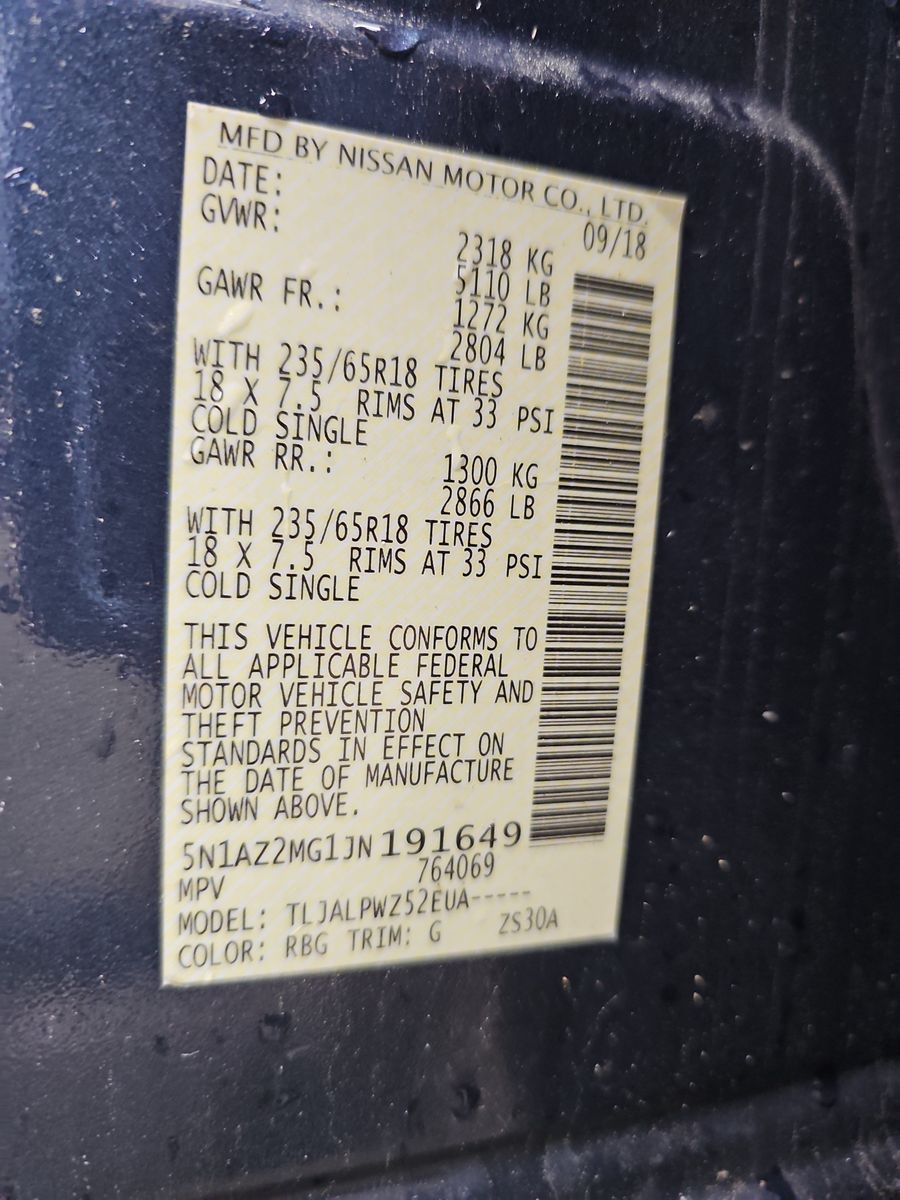 MFD BY NISSAN MOTOR CO., LTD.
DATE: 09/18
GVWR: 2318 KG
5110 LB
GAWR FR.: 1272 KG
2804 LB
WITH 235/65R18 TIRES
18 X 7.5 RIMS AT 33 PSI
COLD SINGLE
GAWR RR.: 1300 KG
2866 LB
WITH 235/65R18 TIRES
18 X 7.5 RIMS AT 33 PSI
COLD SINGLE
THIS VEHICLE CONFORMS TO
ALL APPLICABLE FEDERAL
MOTOR VEHICLE SAFETY AND
THEFT PREVENTION
STANDARDS IN EFFECT ON
THE DATE OF MANUFACTURE
SHOWN ABOVE.
5N1AZ2MG1JN191649
MPV 764069
MODEL: TLJALPWZ52EUA-----
COLOR: RBG TRIM: G ZS30A